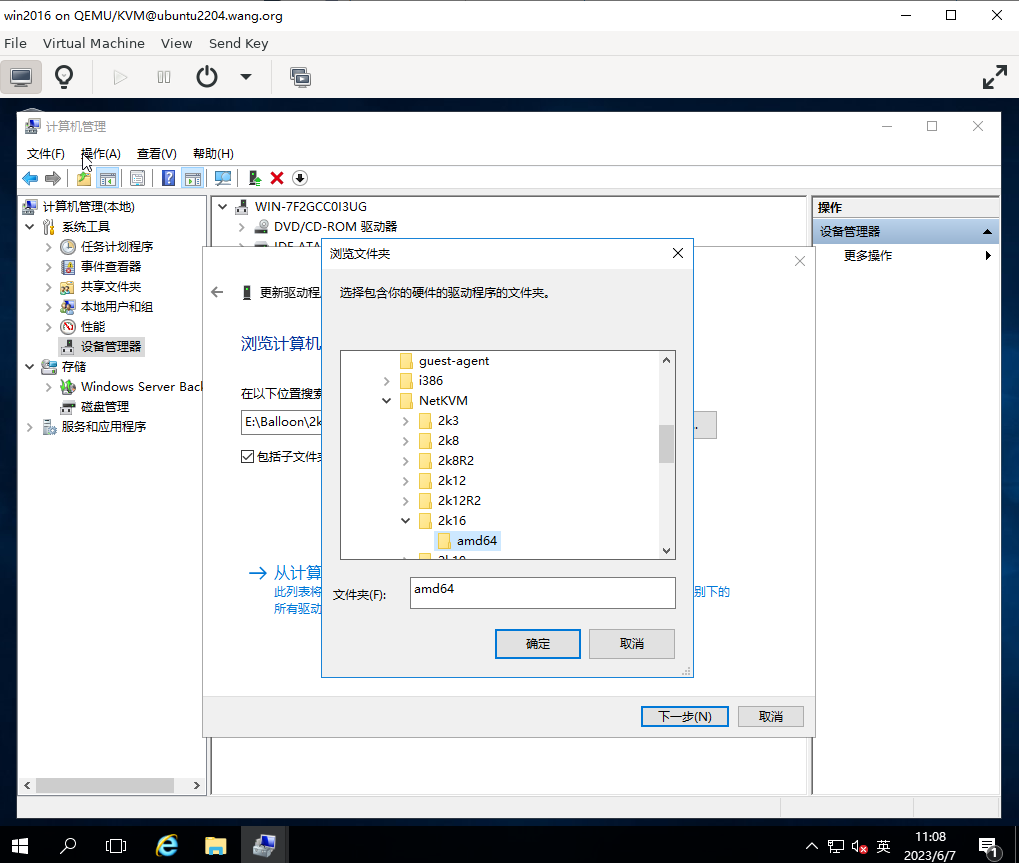 win2016 on QEMU/KVM@ubuntu2204.wang.org
File Virtual Machine View Send Key
计算机管理
文件(F) 操作(A) 查看(V) 帮助(H)
计算机管理(本地)
系统工具
任务计划程序
事件查看器
共享文件夹
本地用户和组
性能
设备管理器
存储
Windows Server Back
磁盘管理
服务和应用程序
WIN-7F2GCC0I3UG
DVD/CD-ROM 驱动器
IDE ATA
操作
设备管理器
更多操作
更新驱动程
浏览计算机
在以下位置搜索
E:\Balloon\2k
包括子文件夹
从计算
此列表将
别下的
所有驱动
下一步(N)
取消
浏览文件夹
选择包含你的硬件的驱动程序的文件夹。
guest-agent
i386
NetKVM
2k3
2k8
2k8R2
2k12
2k12R2
2k16
amd64
2k19
文件夹(F):
amd64
确定
取消
英
11:08
2023/6/7
1